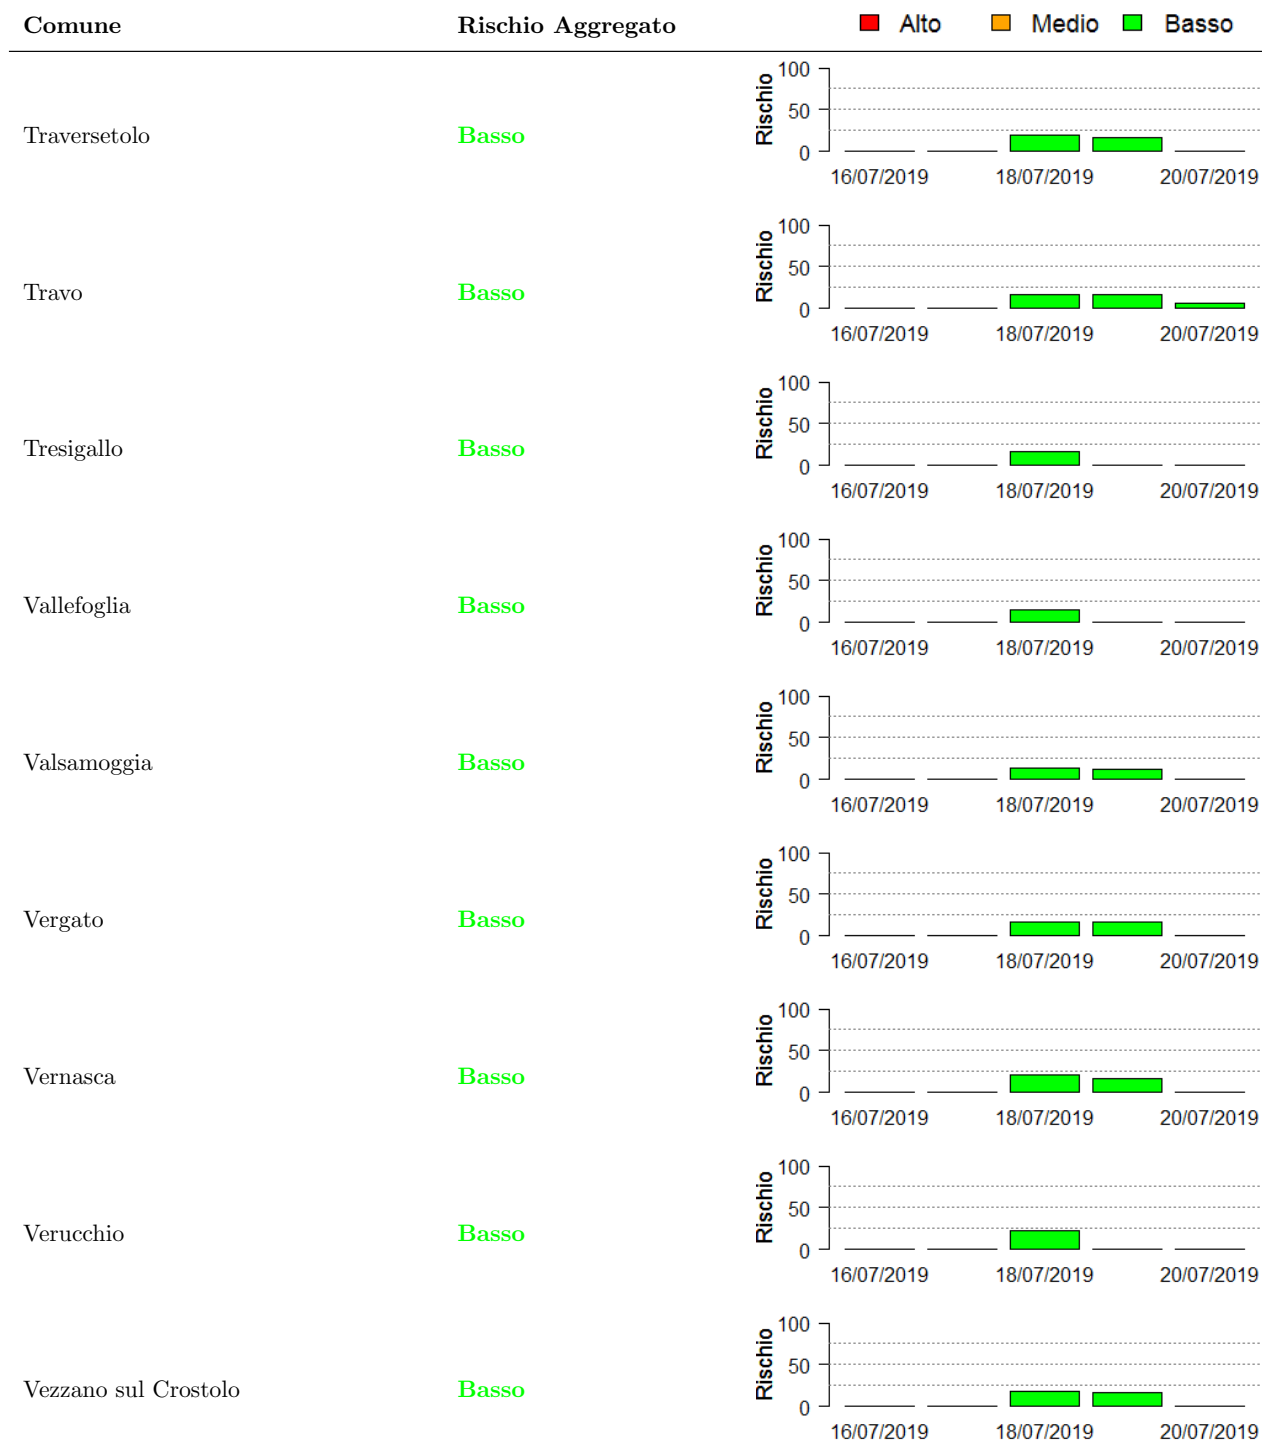 Comune Rischio Aggregato Alto Medio Basso
Traversetolo Basso Rischio 100 50 0
16/07/2019 18/07/2019 20/07/2019
Travo Basso Rischio 100 50 0
16/07/2019 18/07/2019 20/07/2019
Tresigallo Basso Rischio 100 50 0
16/07/2019 18/07/2019 20/07/2019
Vallefoglia Basso Rischio 100 50 0
16/07/2019 18/07/2019 20/07/2019
Valsamoggia Basso Rischio 100 50 0
16/07/2019 18/07/2019 20/07/2019
Vergato Basso Rischio 100 50 0
16/07/2019 18/07/2019 20/07/2019
Vernasca Basso Rischio 100 50 0
16/07/2019 18/07/2019 20/07/2019
Verucchio Basso Rischio 100 50 0
16/07/2019 18/07/2019 20/07/2019
Vezzano sul Crostolo Basso Rischio 100 50 0
16/07/2019 18/07/2019 20/07/2019